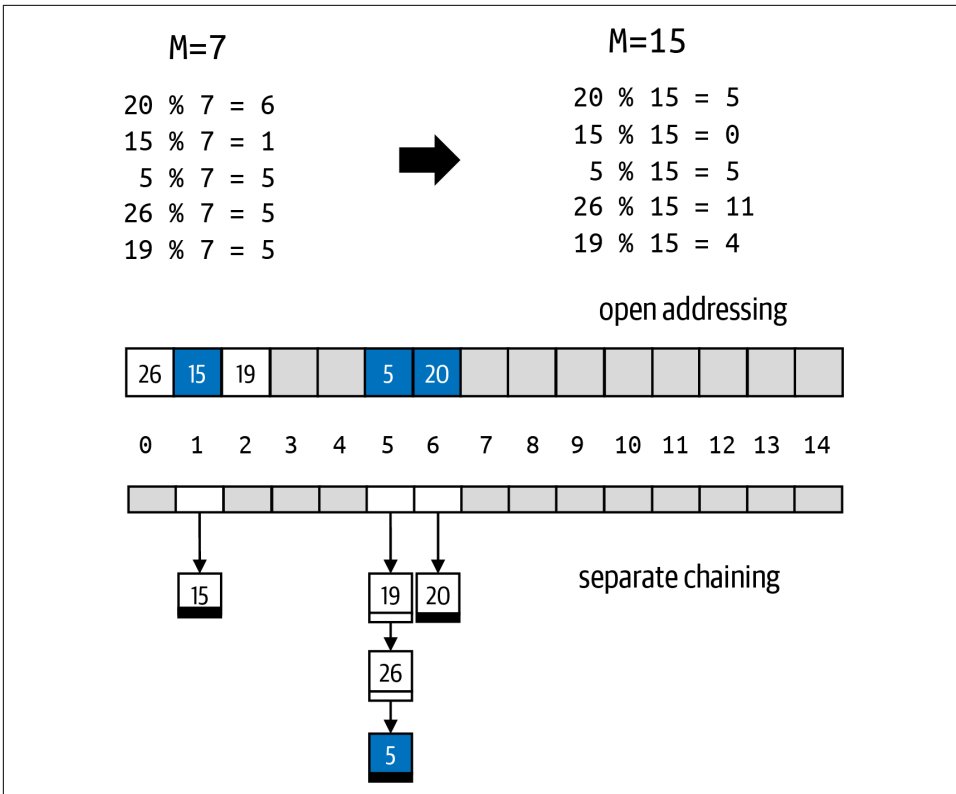 M=7
20 % 7 = 6
15 % 7 = 1
5 % 7 = 5
26 % 7 = 5
19 % 7 = 5
M=15
20 % 15 = 5
15 % 15 = 0
5 % 15 = 5
26 % 15 = 11
19 % 15 = 4
open addressing
26 15 19 5 20
0 1 2 3 4 5 6 7 8 9 10 11 12 13 14
separate chaining
15 19 20
26
5